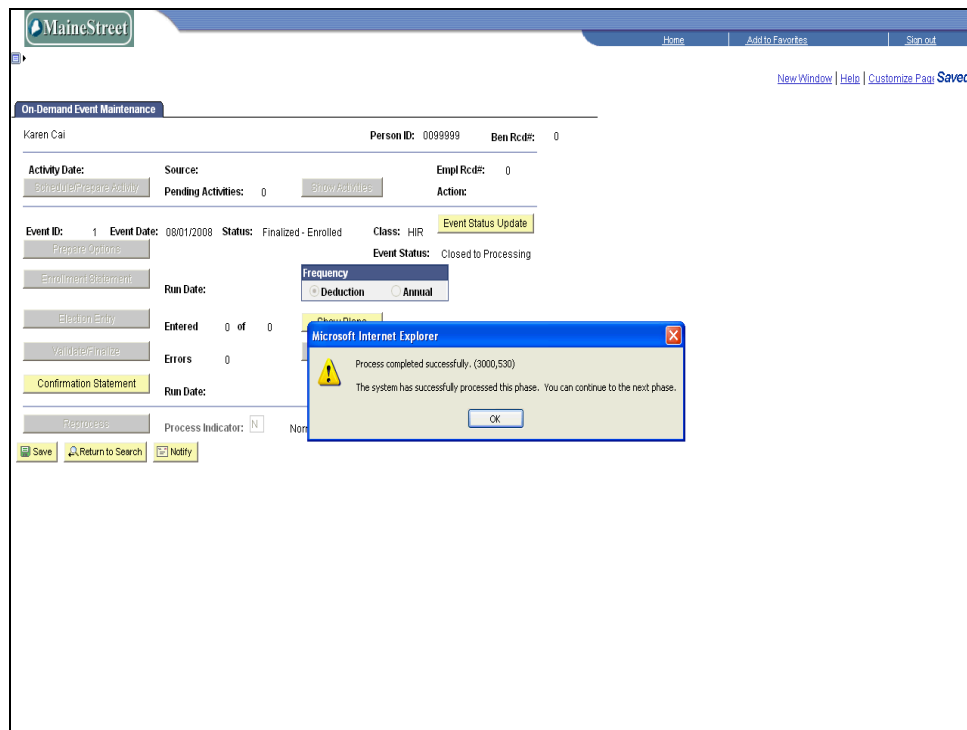 MaineStreet
Home Add to Favorites Sign out
New Window | Help | Customize Page Saved
On-Demand Event Maintenance
Karen Cai Person ID: 0099999 Ben Rcd#: 0
Activity Date: Source: Empl Rcd#: 0
Schedule/Prepare Activity Pending Activities: 0 Show Activities Action:
Event ID: 1 Event Date: 08/01/2008 Status: Finalized - Enrolled Class: HIR Event Status Update
Prepare Options Event Status: Closed to Processing
Enrollment Statement Run Date: Frequency
Deduction Annual
Election Entry Entered 0 of 0 Show Plans
Validate/Finalize Errors 0
Confirmation Statement Run Date:
Reprocess Process Indicator: N Nor
Save Return to Search Notify
Microsoft Internet Explorer
Process completed successfully. (3000,530)
The system has successfully processed this phase. You can continue to the next phase.
OK